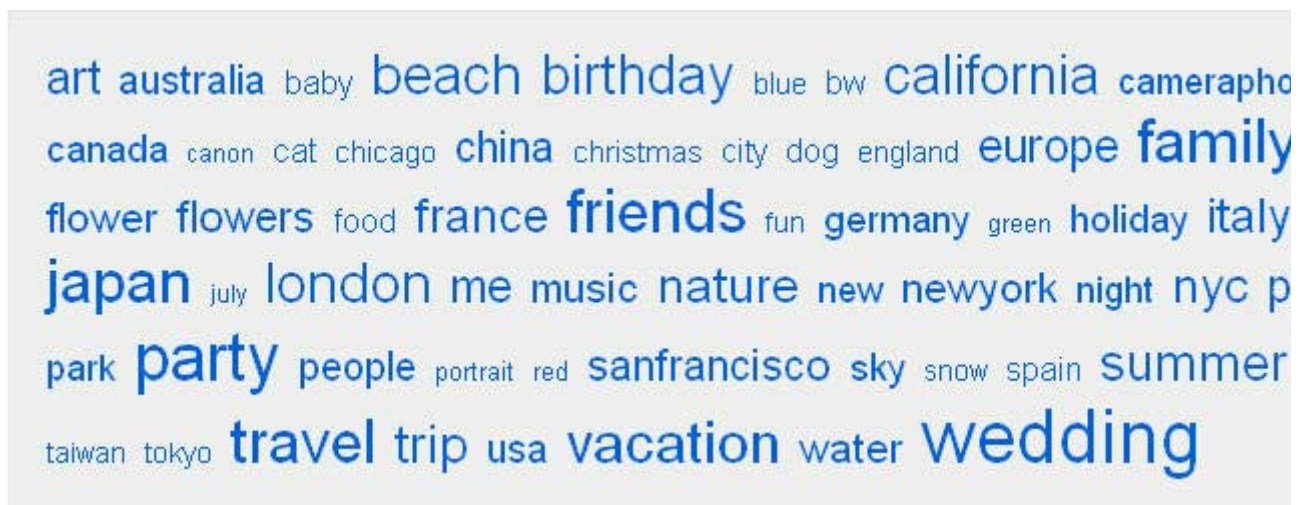 art australia baby beach birthday blue bw california camerapho
canada canon cat chicago china christmas city dog england europe family
flower flowers food france friends fun germany green holiday italy
japan july london me music nature new newyork night nyc p
park party people portrait red sanfrancisco sky snow spain summer
taiwan tokyo travel trip usa vacation water wedding